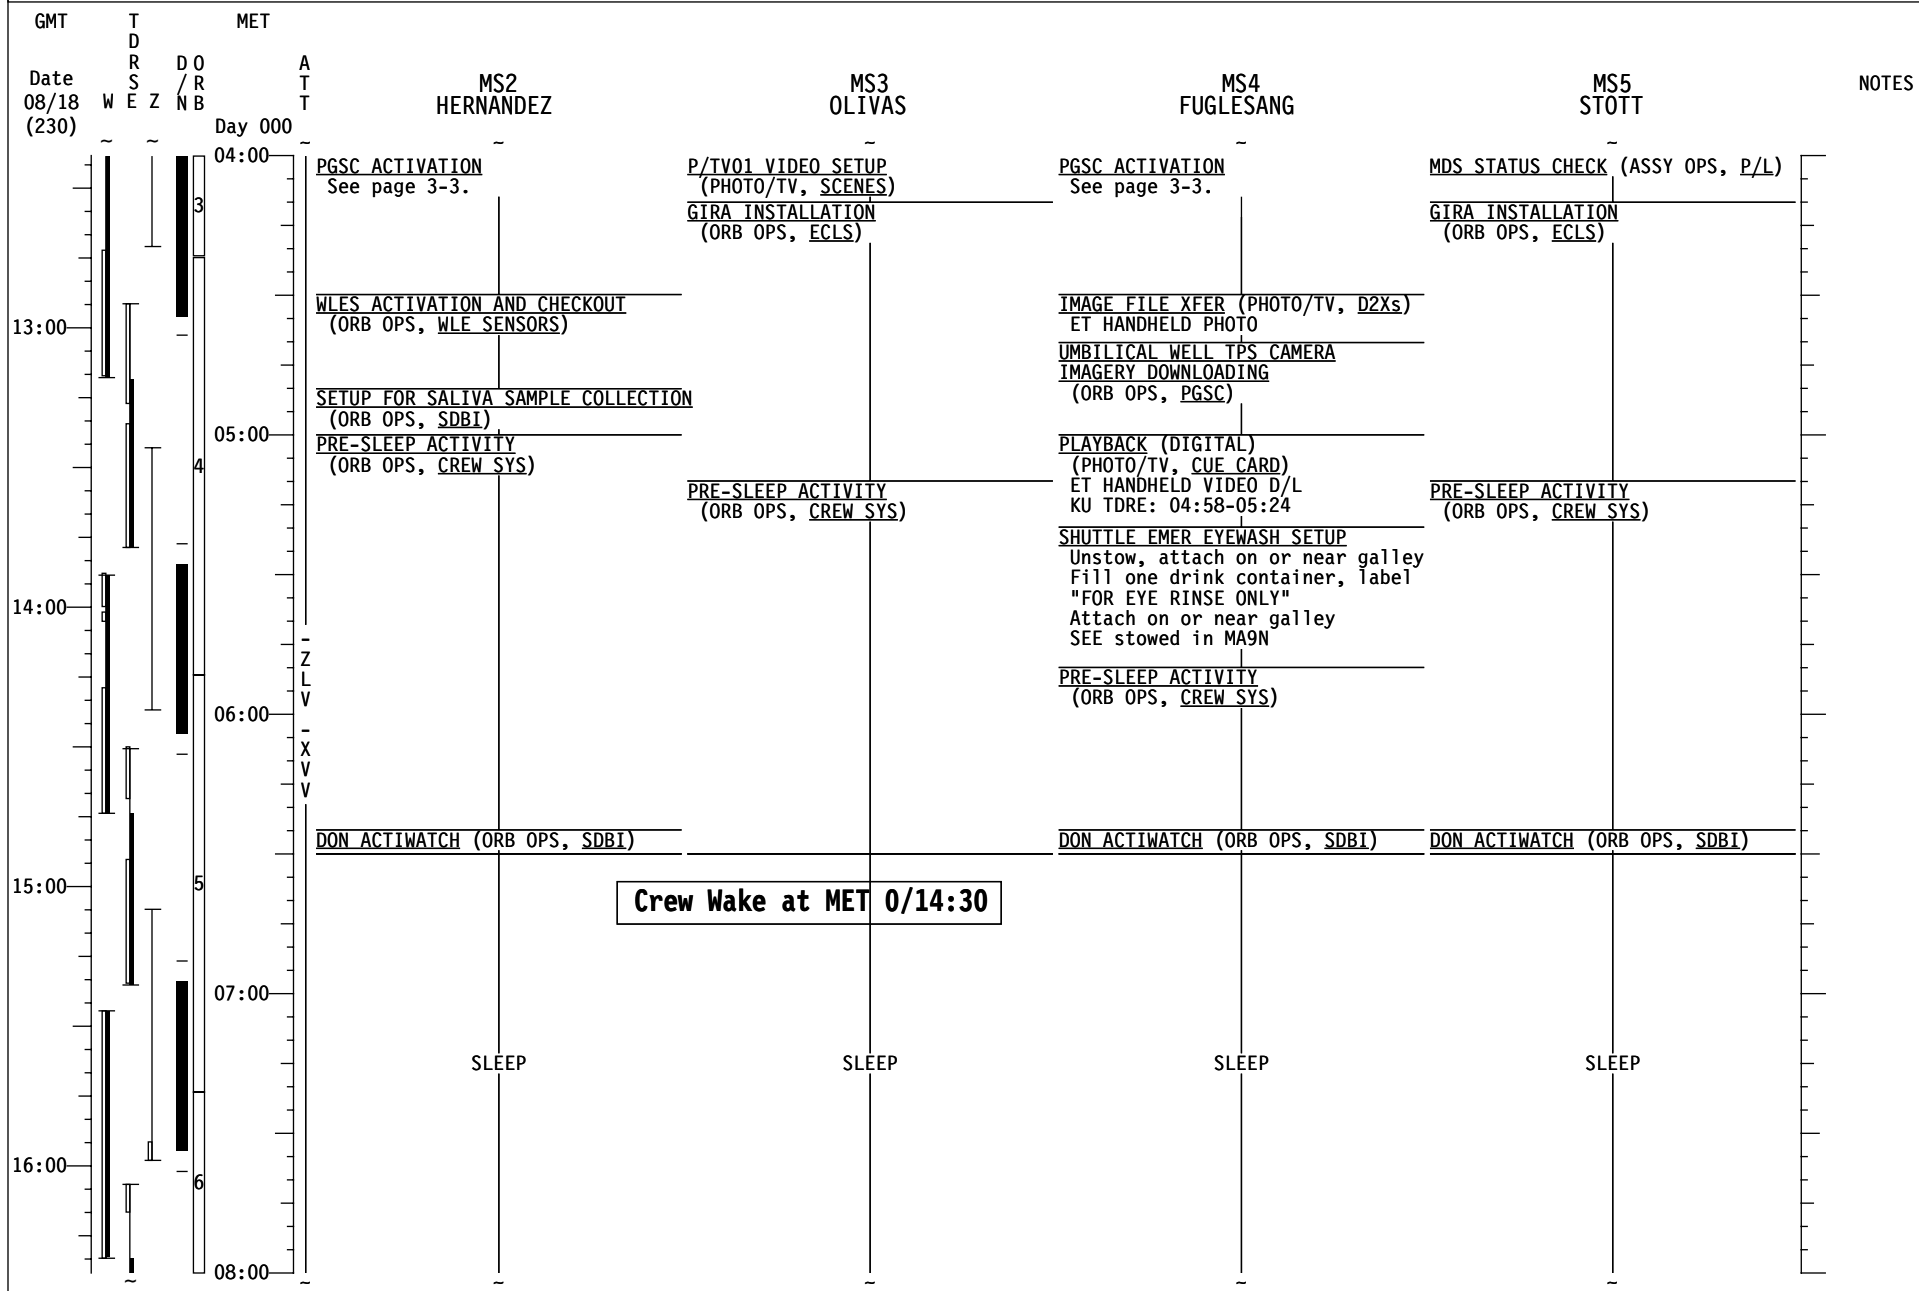 GMT
TDRS
MET
Date
08/18
(230)
W E Z
D/N
ORB
ATT
Day 000
MS2
HERNANDEZ
MS3
OLIVAS
MS4
FUGLESANG
MS5
STOTT
NOTES
~ ~ ~ ~ ~ ~ ~
04:00
PGSC ACTIVATION
See page 3-3.
WLES ACTIVATION AND CHECKOUT
(ORB OPS, WLE SENSORS)
SETUP FOR SALIVA SAMPLE COLLECTION
(ORB OPS, SDBI)
PRE-SLEEP ACTIVITY
(ORB OPS, CREW SYS)
DON ACTIWATCH (ORB OPS, SDBI)
SLEEP
P/TV01 VIDEO SETUP
(PHOTO/TV, SCENES)
GIRA INSTALLATION
(ORB OPS, ECLS)
PRE-SLEEP ACTIVITY
(ORB OPS, CREW SYS)
Crew Wake at MET 0/14:30
SLEEP
PGSC ACTIVATION
See page 3-3.
IMAGE FILE XFER (PHOTO/TV, D2Xs)
ET HANDHELD PHOTO
UMBILICAL WELL TPS CAMERA
IMAGERY DOWNLOADING
(ORB OPS, PGSC)
PLAYBACK (DIGITAL)
(PHOTO/TV, CUE CARD)
ET HANDHELD VIDEO D/L
KU TDRE: 04:58-05:24
SHUTTLE EMER EYEWASH SETUP
Unstow, attach on or near galley
Fill one drink container, label
"FOR EYE RINSE ONLY"
Attach on or near galley
SEE stowed in MA9N
PRE-SLEEP ACTIVITY
(ORB OPS, CREW SYS)
DON ACTIWATCH (ORB OPS, SDBI)
SLEEP
MDS STATUS CHECK (ASSY OPS, P/L)
GIRA INSTALLATION
(ORB OPS, ECLS)
PRE-SLEEP ACTIVITY
(ORB OPS, CREW SYS)
DON ACTIWATCH (ORB OPS, SDBI)
SLEEP
3
13:00
05:00
4
14:00
-ZLV
06:00
-XVV
15:00
5
07:00
16:00
6
08:00
~ ~ ~ ~ ~ ~